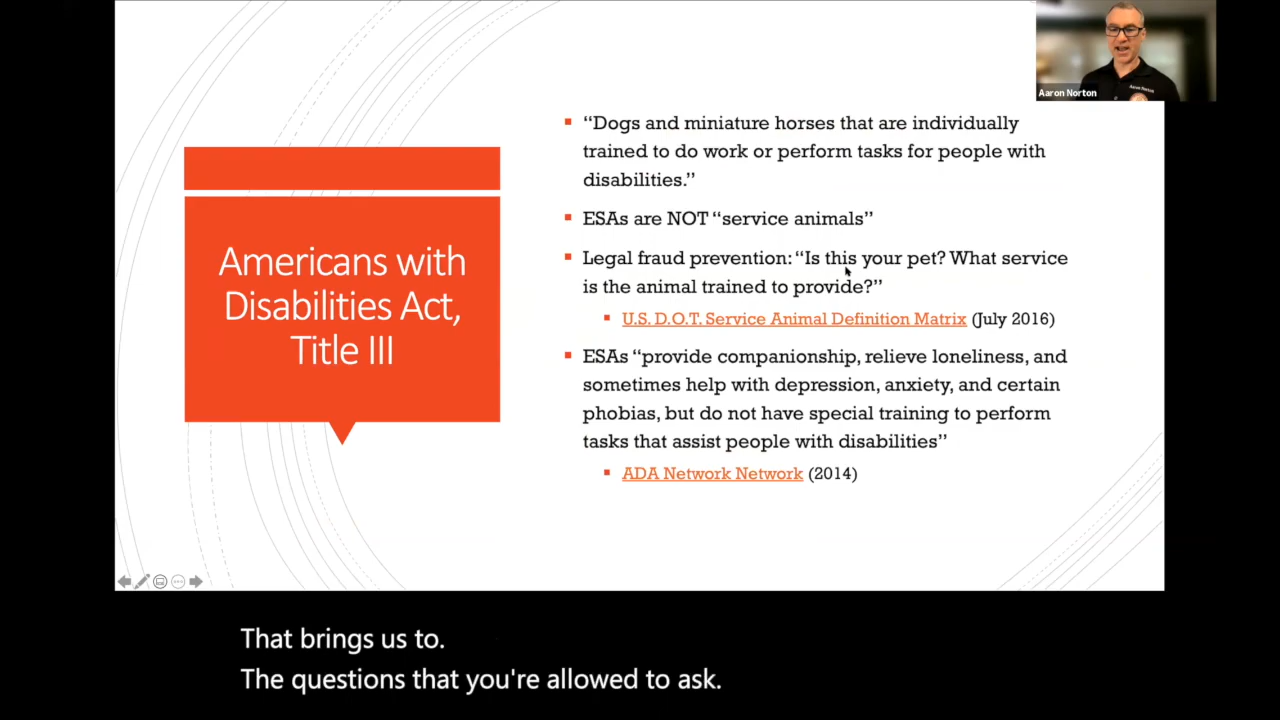 Aaron Norton
Aaron Norton
Americans with
Disabilities Act,
Title III
“Dogs and miniature horses that are individually
trained to do work or perform tasks for people with
disabilities.”
ESAs are NOT “service animals”
Legal fraud prevention: “Is this your pet? What service
is the animal trained to provide?”
U.S. D.O.T. Service Animal Definition Matrix (July 2016)
ESAs “provide companionship, relieve loneliness, and
sometimes help with depression, anxiety, and certain
phobias, but do not have special training to perform
tasks that assist people with disabilities”
ADA Network Network (2014)
That brings us to.
The questions that you're allowed to ask.